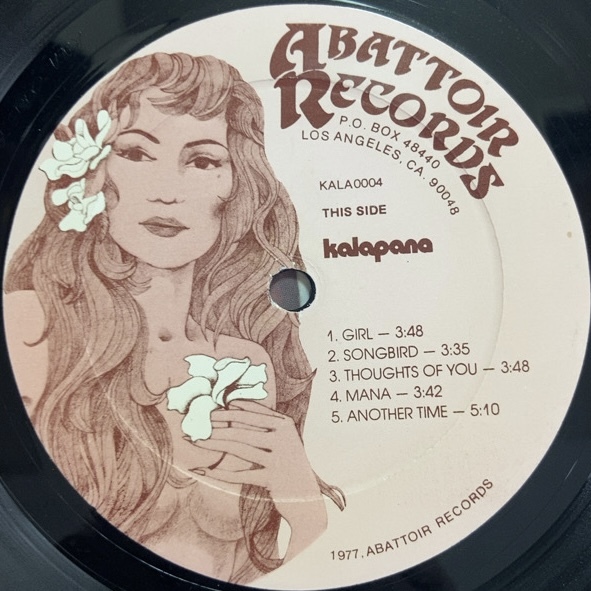 ABATTOIR
RECORDS
P.O. BOX 48440
LOS ANGELES, CA. 90048
KALA0004
THIS SIDE
kalapana
1. GIRL — 3:48
2. SONGBIRD — 3:35
3. THOUGHTS OF YOU — 3:48
4. MANA — 3:42
5. ANOTHER TIME — 5:10
1977, ABATTOIR RECORDS